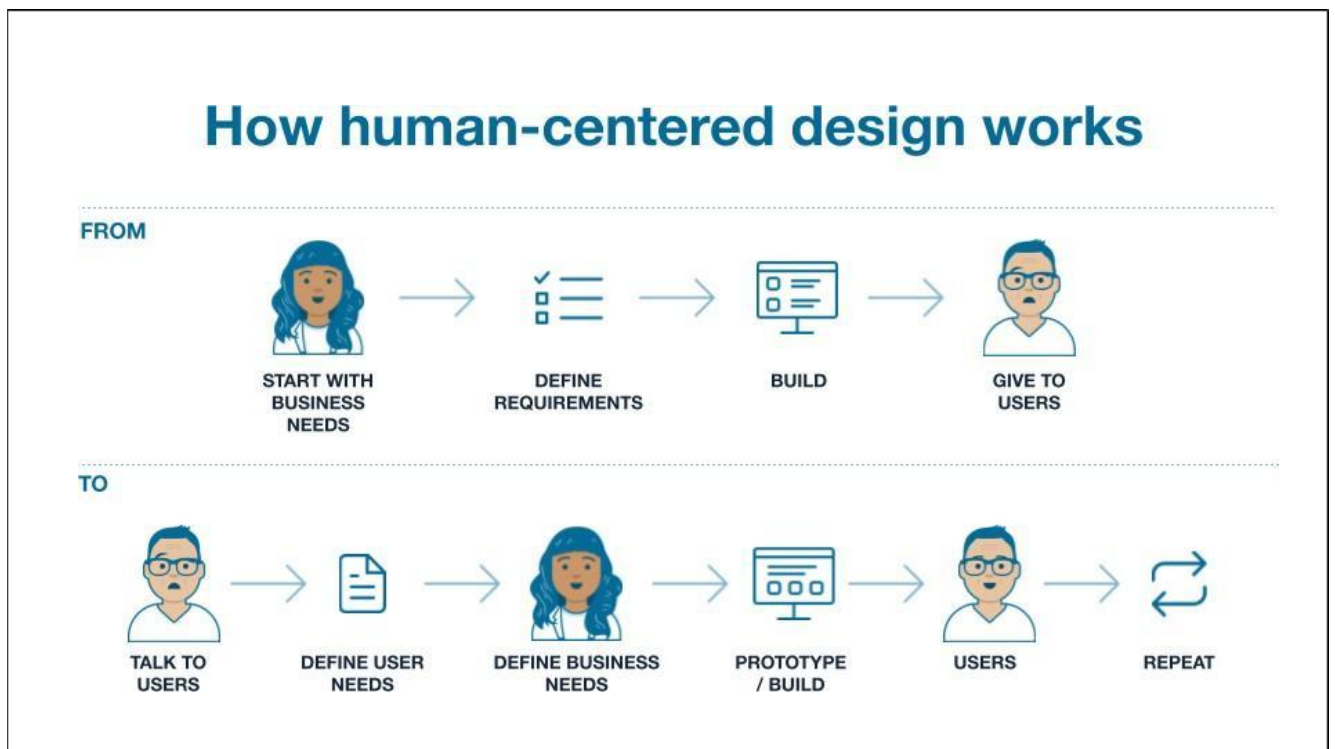 How human-centered design works
FROM
START WITH
BUSINESS
NEEDS
DEFINE
REQUIREMENTS
BUILD
GIVE TO
USERS
TO
TALK TO
USERS
DEFINE USER
NEEDS
DEFINE BUSINESS
NEEDS
PROTOTYPE
/ BUILD
USERS
REPEAT